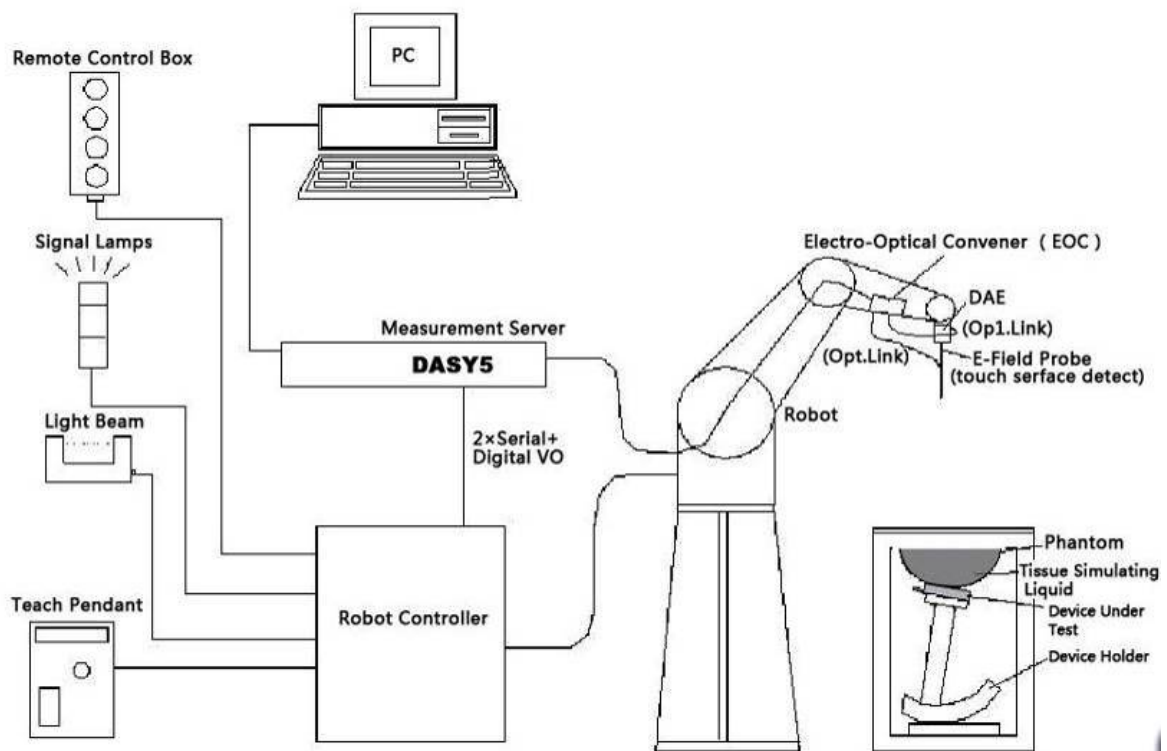 Remote Control Box
PC
Signal Lamps
Electro-Optical Convener ( EOC )
DAE
(Op1.Link)
Measurement Server
(Opt.Link)
E-Field Probe
(touch serface detect)
DASY5
Robot
Light Beam
2×Serial+
Digital VO
Phantom
Tissue Simulating
Liquid
Teach Pendant
Robot Controller
Device Under
Test
Device Holder